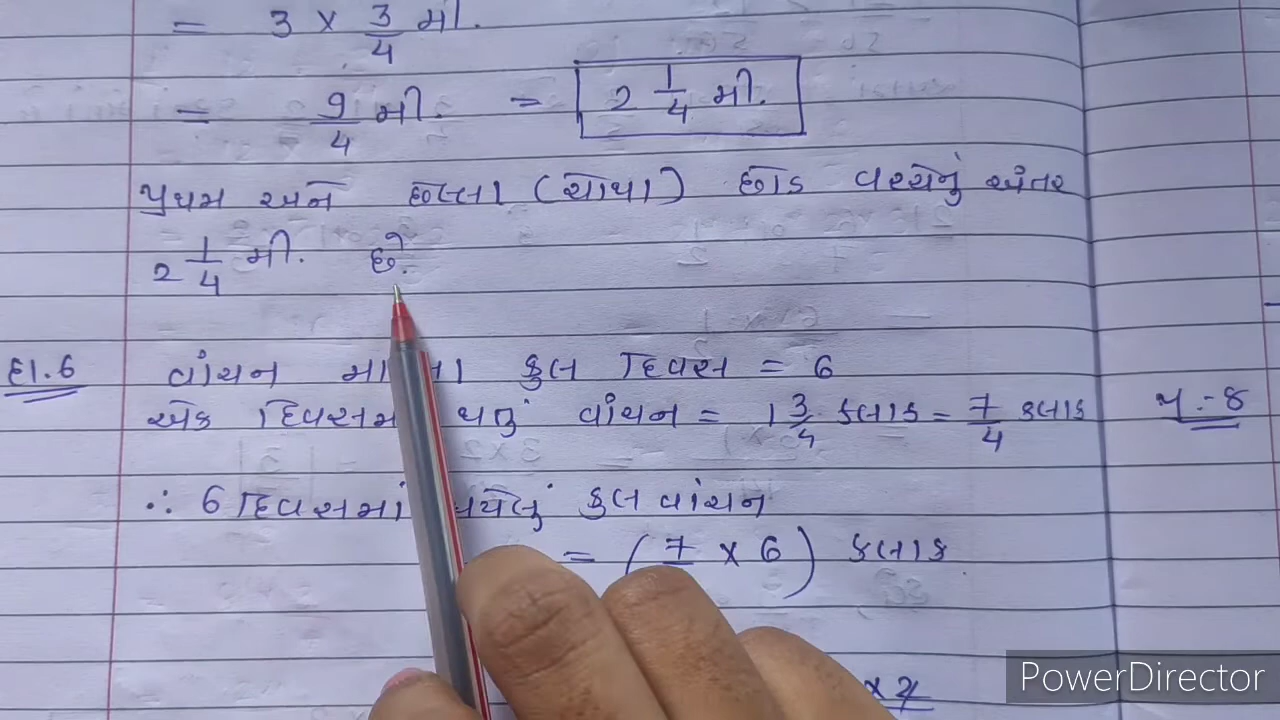 = 3 × 3/4 મી.
= 9/4 મી. = 2 1/4 મી.
પ્રથમ અને છેલ્લા (ચોથા) છોડ વચ્ચેનું અંતર
2 1/4 મી. છે.
દા.6 વાંચન કુલ દિવસ = 6
એક થતું વાંચન = 1 3/4 કલાક = 7/4 કલાક પૃ.-8
∴ 6 દિવસમાં કુલ વાંચન
= (7 × 6) કલાક
PowerDirector